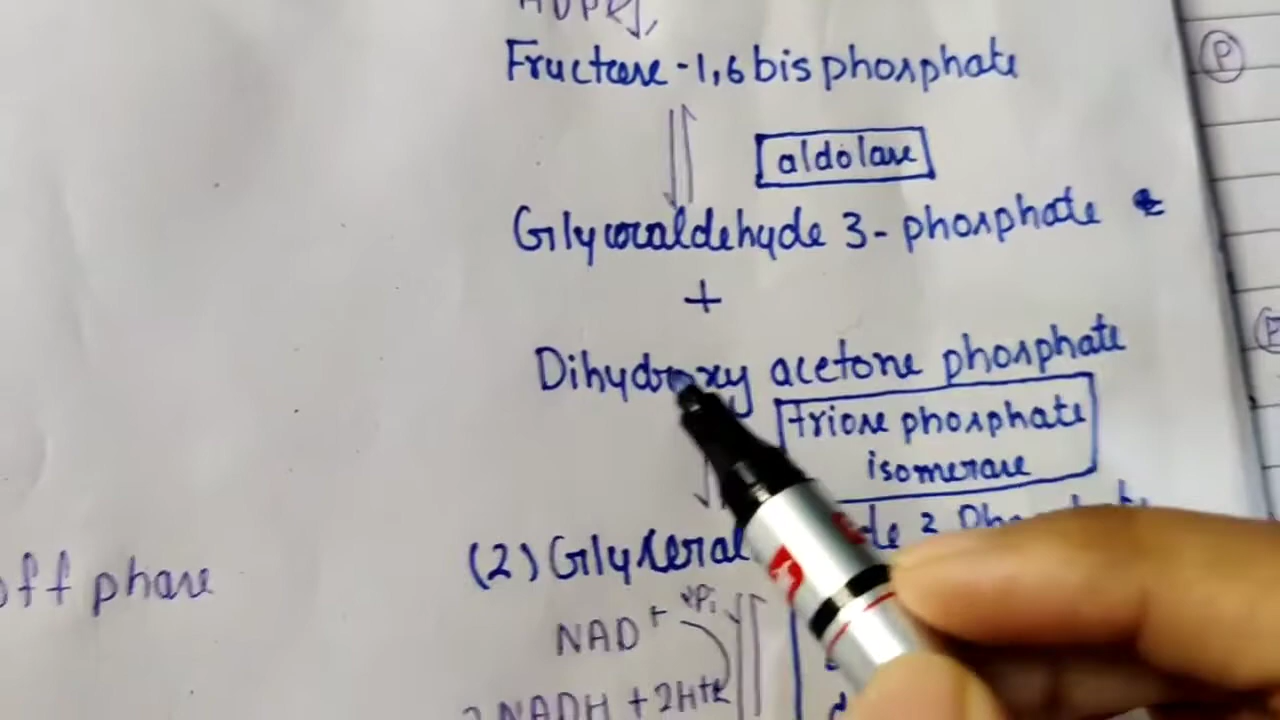 Fructose-1,6 bis phosphate
aldolase
Glyceraldehyde 3-phosphate
+
Dihydroxy acetone phosphate
triose phosphate
isomerase
(2) Glyceral
off phase
NAD+
2 NADH + 2H+
P